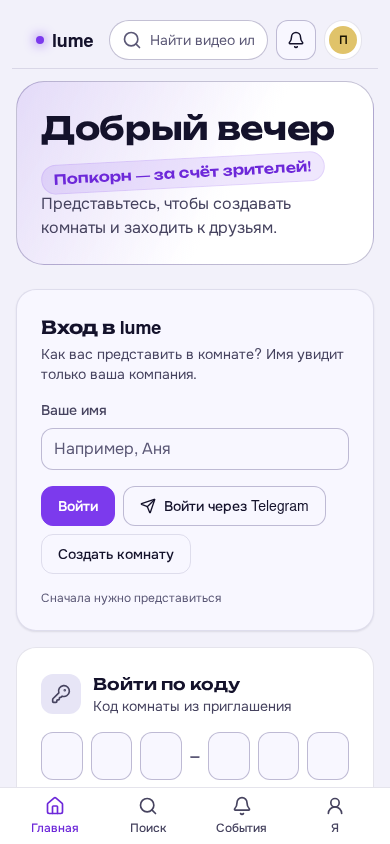 lume
Найти видео ил
П
Добрый вечер
Попкорн — за счёт зрителей!
Представьтесь, чтобы создавать
комнаты и заходить к друзьям.
Вход в lume
Как вас представить в комнате? Имя увидит
только ваша компания.
Ваше имя
Например, Аня
Войти
Войти через Telegram
Создать комнату
Сначала нужно представиться
Войти по коду
Код комнаты из приглашения
–
Главная
Поиск
События
Я